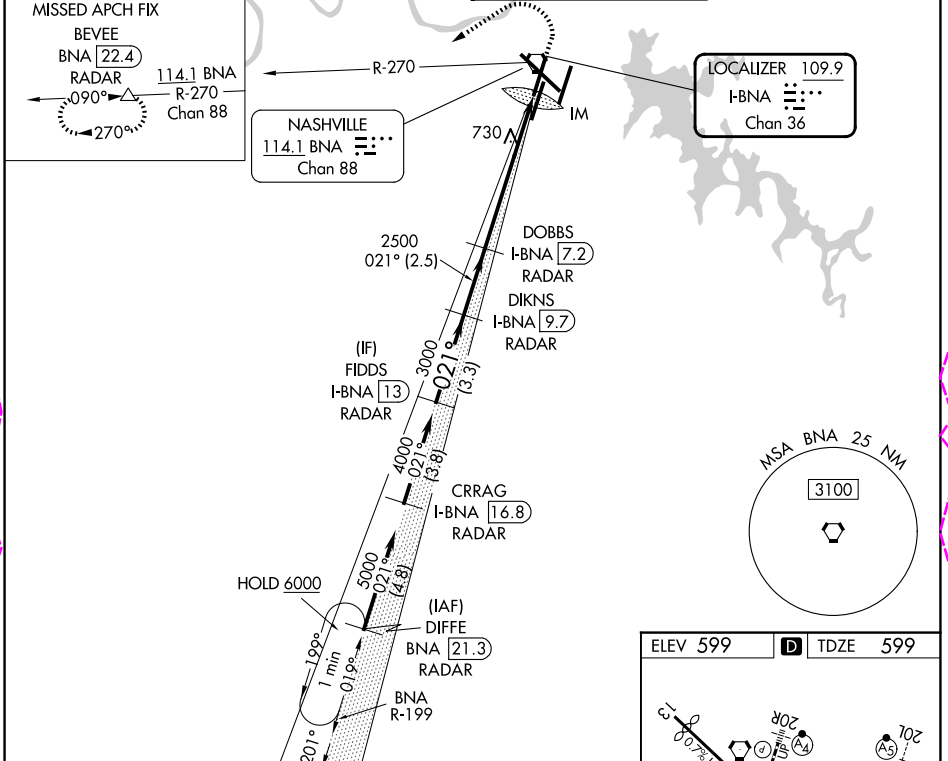 MISSED APCH FIX
BEVEE
BNA 22.4
RADAR
090°
270°
114.1 BNA
R-270
Chan 88
R-270
NASHVILLE
114.1 BNA
Chan 88
LOCALIZER 109.9
I-BNA
Chan 36
IM
730
2500
021° (2.5)
DOBBS
I-BNA 7.2
RADAR
DIKNS
I-BNA 9.7
RADAR
(IF)
FIDDS
I-BNA 13
RADAR
3000
021°
(3.3)
4000
021°
(3.8)
CRRAG
I-BNA 16.8
RADAR
MSA BNA 25 NM
3100
HOLD 6000
5000
021°
(4.8)
(IAF)
DIFFE
BNA 21.3
RADAR
199°
1 min
019°
BNA
R-199
201°
ELEV 599
D
TDZE 599
13
0.7%
P
UP
20R
A4
A5
20L